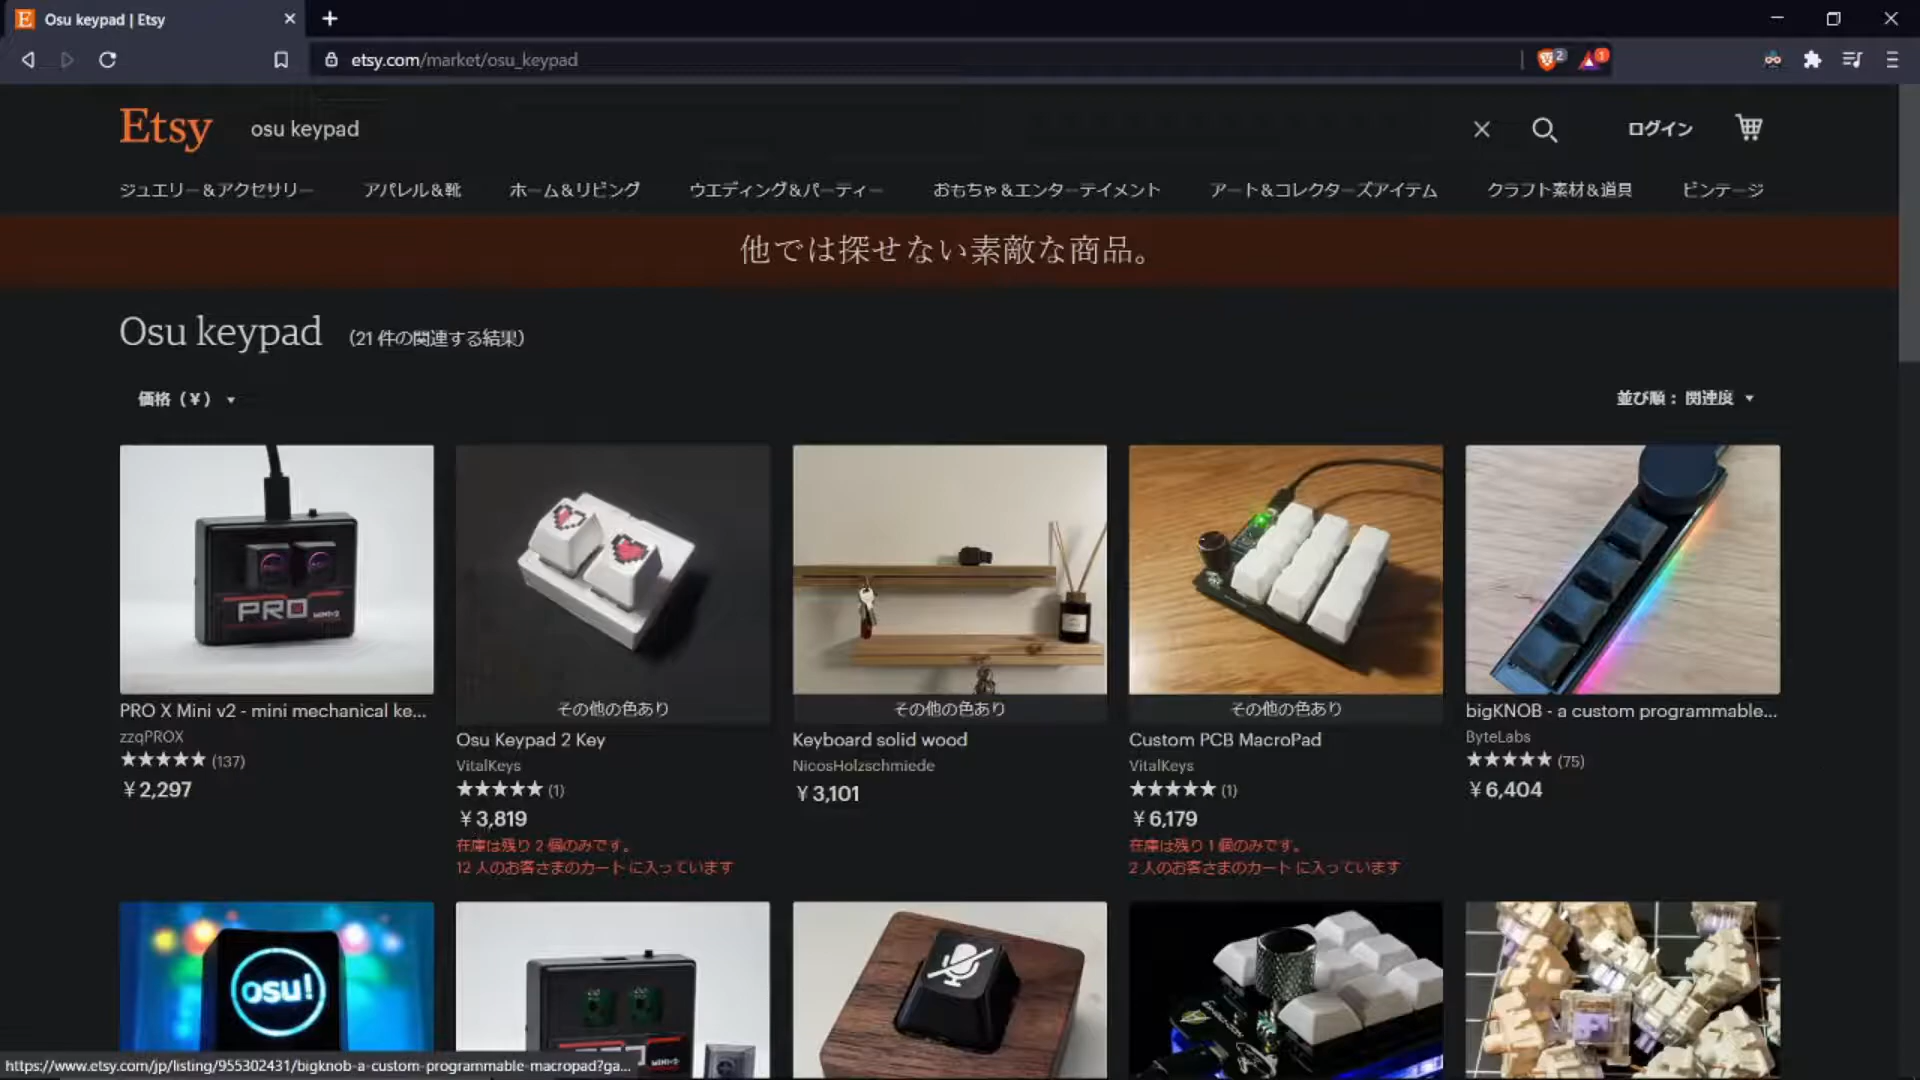 Osu keypad | Etsy
etsy.com/market/osu_keypad
2
1
Etsy
osu keypad
ログイン
ジュエリー&アクセサリー
アパレル&靴
ホーム&リビング
ウエディング&パーティー
おもちゃ&エンターテイメント
アート&コレクターズアイテム
クラフト素材&道具
ビンテージ
他では探せない素敵な商品。
Osu keypad
(21 件の関連する結果)
価格 (¥)
並び順: 関連度
PRO MINI•2
PRO X Mini v2 - mini mechanical ke...
zzqPROX
(137)
¥2,297
その他の色あり
Osu Keypad 2 Key
VitalKeys
(1)
¥3,819
在庫は残り 2 個のみです。
12 人のお客さまのカート に入っています
その他の色あり
Keyboard solid wood
NicosHolzschmiede
¥3,101
その他の色あり
Custom PCB MacroPad
VitalKeys
(1)
¥6,179
在庫は残り 1 個のみです。
2 人のお客さまのカート に入っています
bigKNOB - a custom programmable...
ByteLabs
(75)
¥6,404
osu!
MINI•2
https://www.etsy.com/jp/listing/955302431/bigknob-a-custom-programmable-macropad?ga...